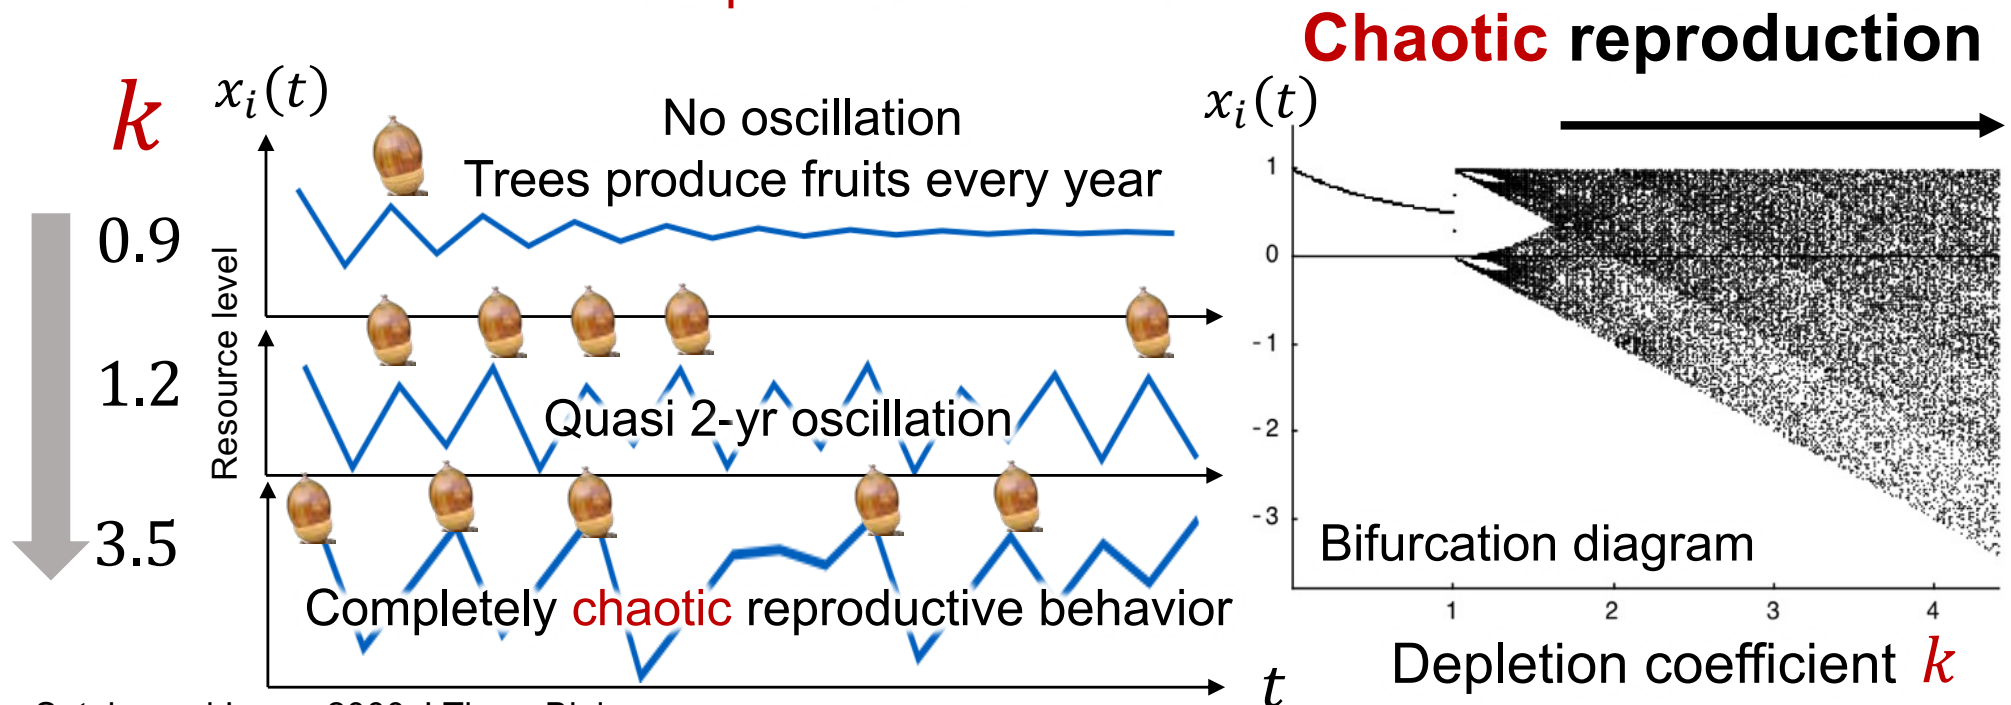 Chaotic reproduction
k
x_i(t)
No oscillation
Trees produce fruits every year
0.9
1.2
3.5
Resource level
Quasi 2-yr oscillation
Completely chaotic reproductive behavior
t
x_i(t)
1
0
-1
-2
-3
Bifurcation diagram
1 2 3 4
Depletion coefficient k